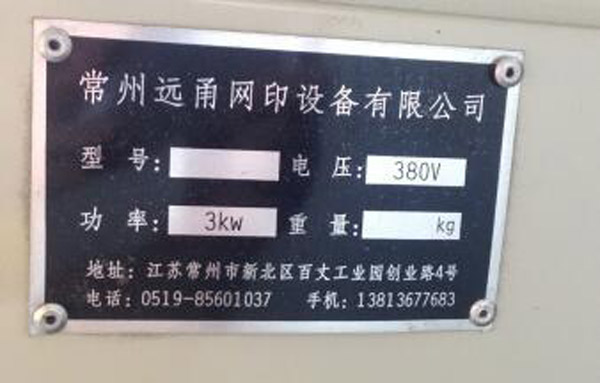 常州远甬网印设备有限公司
型号： 电压： 380V
功率： 3kw 重量： kg
地址：江苏常州市新北区百丈工业园创业路4号
电话：0519-85601037 手机：13813677683